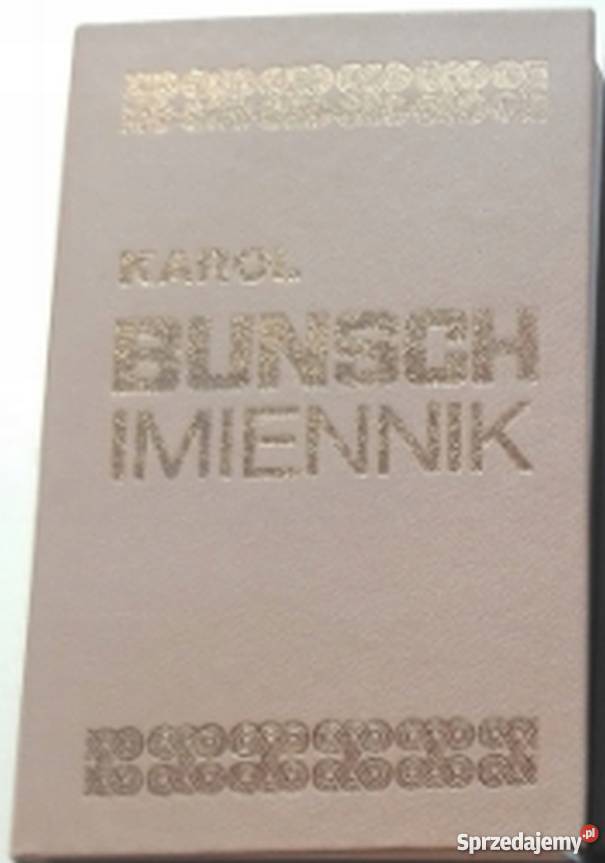 KAROL
BUNSCH
IMIENNIK
Sprzedajemy.pl